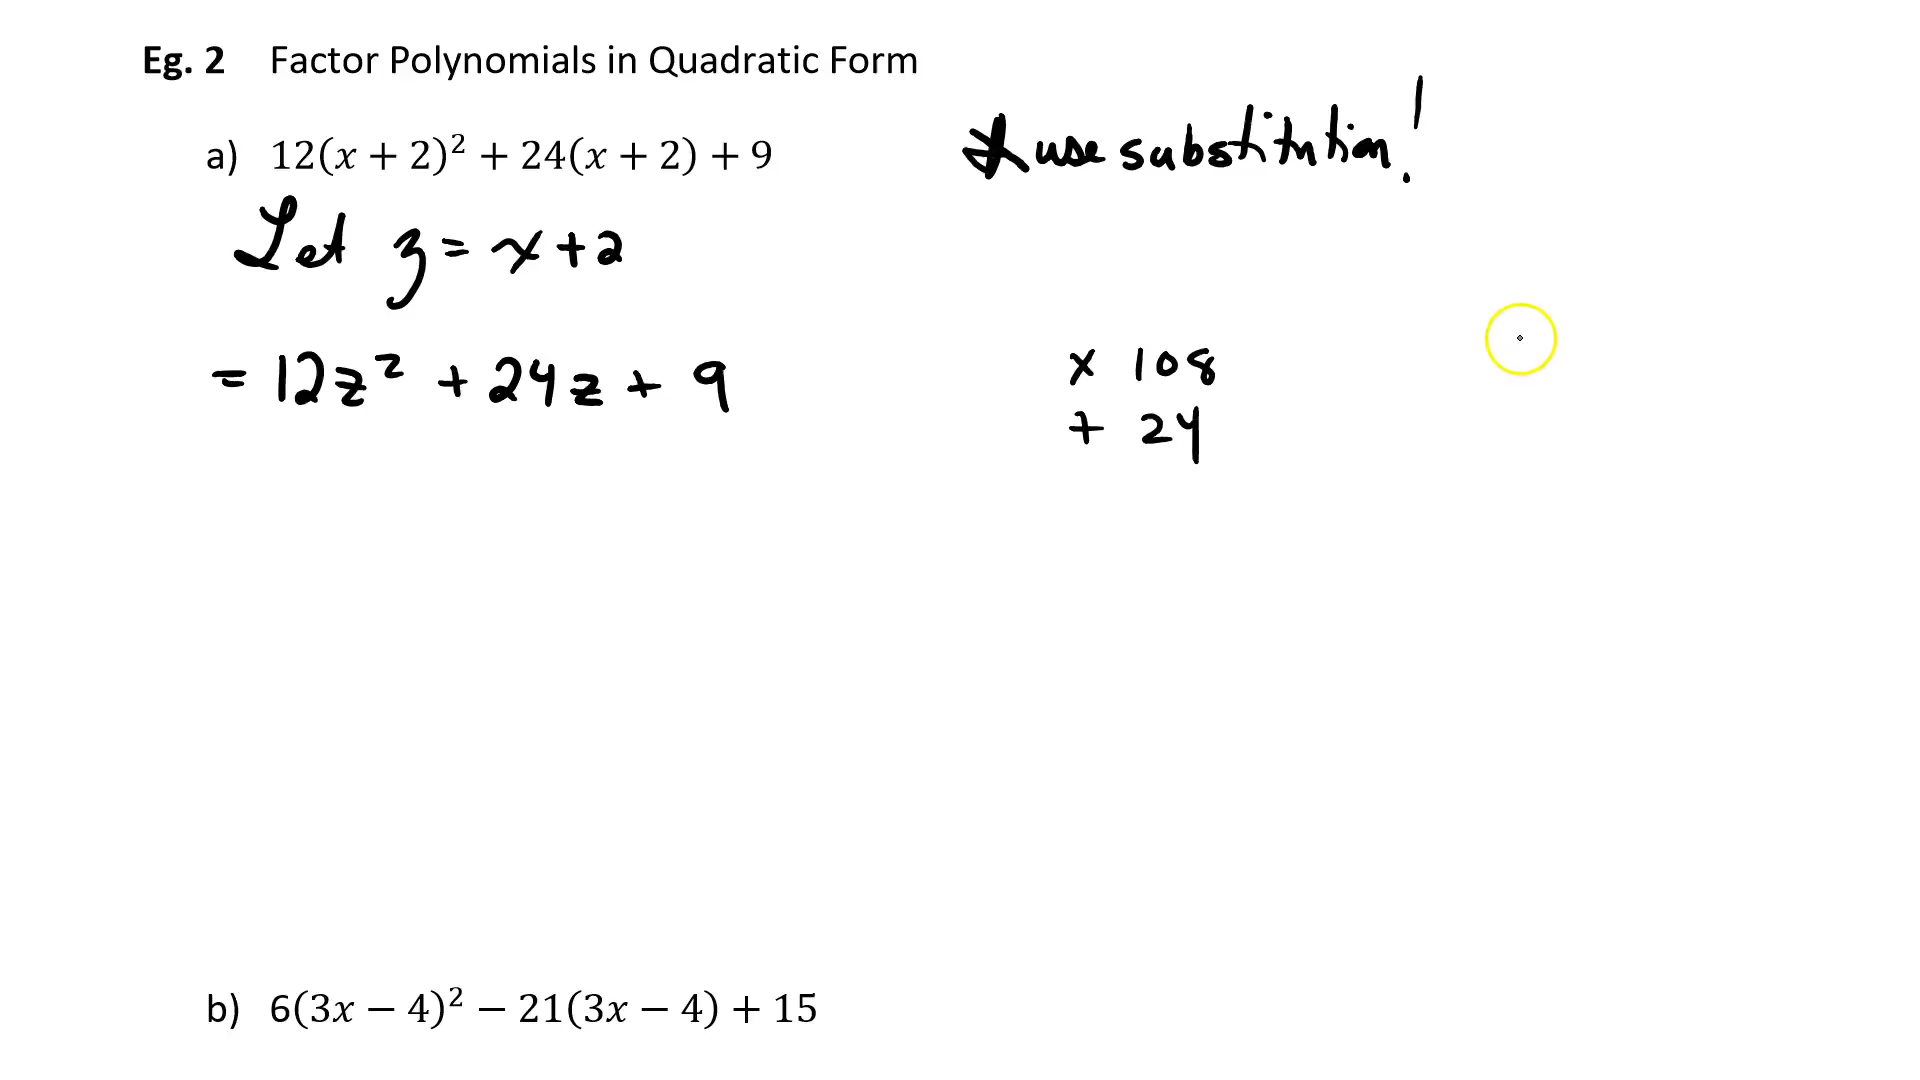 Eg. 2 Factor Polynomials in Quadratic Form
a) 12(x + 2)² + 24(x + 2) + 9
* use substitution!
Let z = x + 2
= 12z² + 24z + 9
x 108
+ 24
b) 6(3x − 4)² − 21(3x − 4) + 15